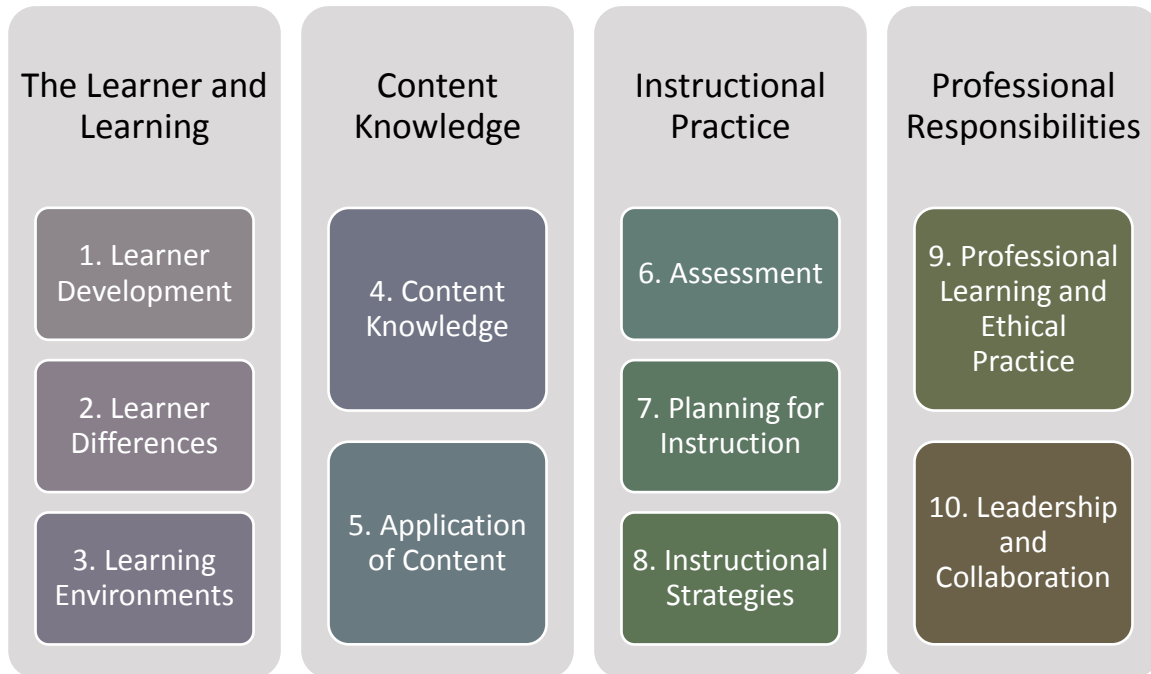 The Learner and
Learning
1. Learner
Development
2. Learner
Differences
3. Learning
Environments
Content
Knowledge
4. Content
Knowledge
5. Application
of Content
Instructional
Practice
6. Assessment
7. Planning for
Instruction
8. Instructional
Strategies
Professional
Responsibilities
9. Professional
Learning and
Ethical
Practice
10. Leadership
and
Collaboration